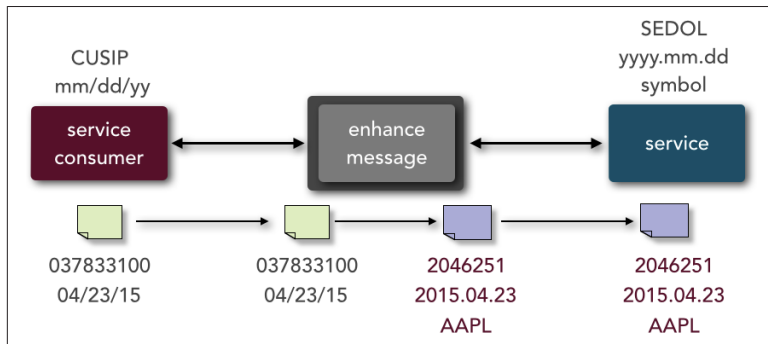 CUSIP
mm/dd/yy
SEDOL
yyyy.mm.dd
symbol
service
consumer
enhance
message
service
037833100
04/23/15
037833100
04/23/15
2046251
2015.04.23
AAPL
2046251
2015.04.23
AAPL